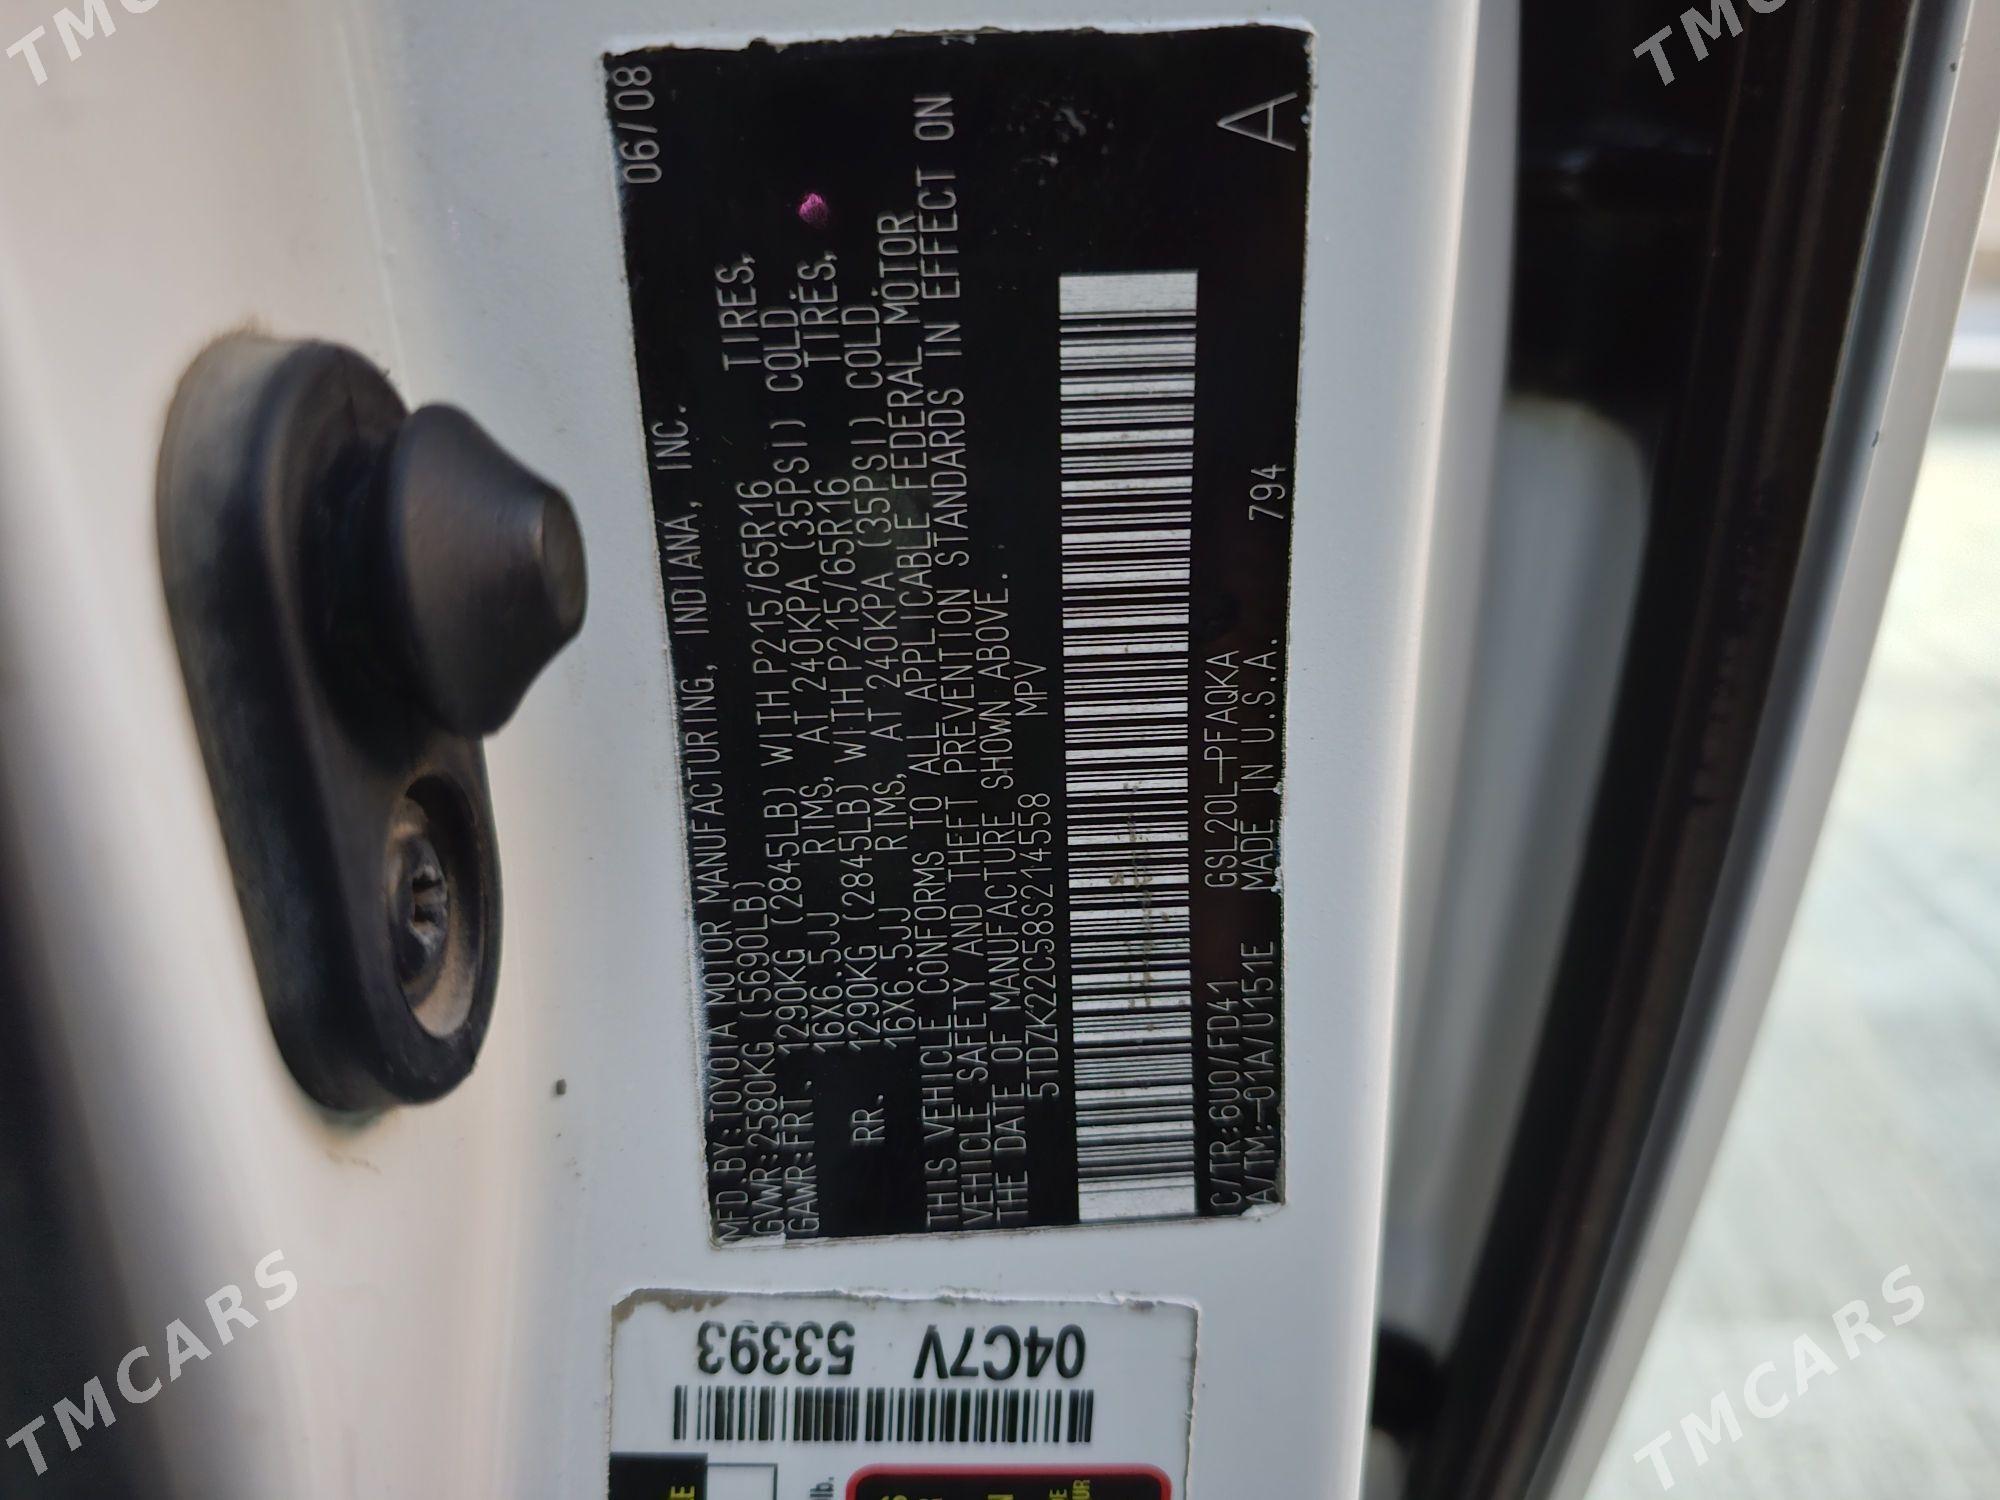 MFD.BY:TOYOTA MOTOR MANUFACTURING, INDIANA, INC. 06/08
GVWR:2580KG (5690LB)
GAWR:FRT. 1290KG (2845LB) WITH P215/65R16 TIRES,
16X6.5JJ RIMS, AT 240KPA (35PSI) COLD
RR. 1290KG (2845LB) WITH P215/65R16 TIRES,
16X6.5JJ RIMS, AT 240KPA (35PSI) COLD
THIS VEHICLE CONFORMS TO ALL APPLICABLE FEDERAL MOTOR
VEHICLE SAFETY AND THEFT PREVENTION STANDARDS IN EFFECT ON
THE DATE OF MANUFACTURE SHOWN ABOVE.
5TDZK22C58S214558 MPV
C/TR:6U0/FD41 GSL20L-PFAQKA
A/TM:-01A/U151E MADE IN U.S.A. 794 A
04C7V 53393
lb.
TMCARS
TMCARS
TMCARS
TMCARS